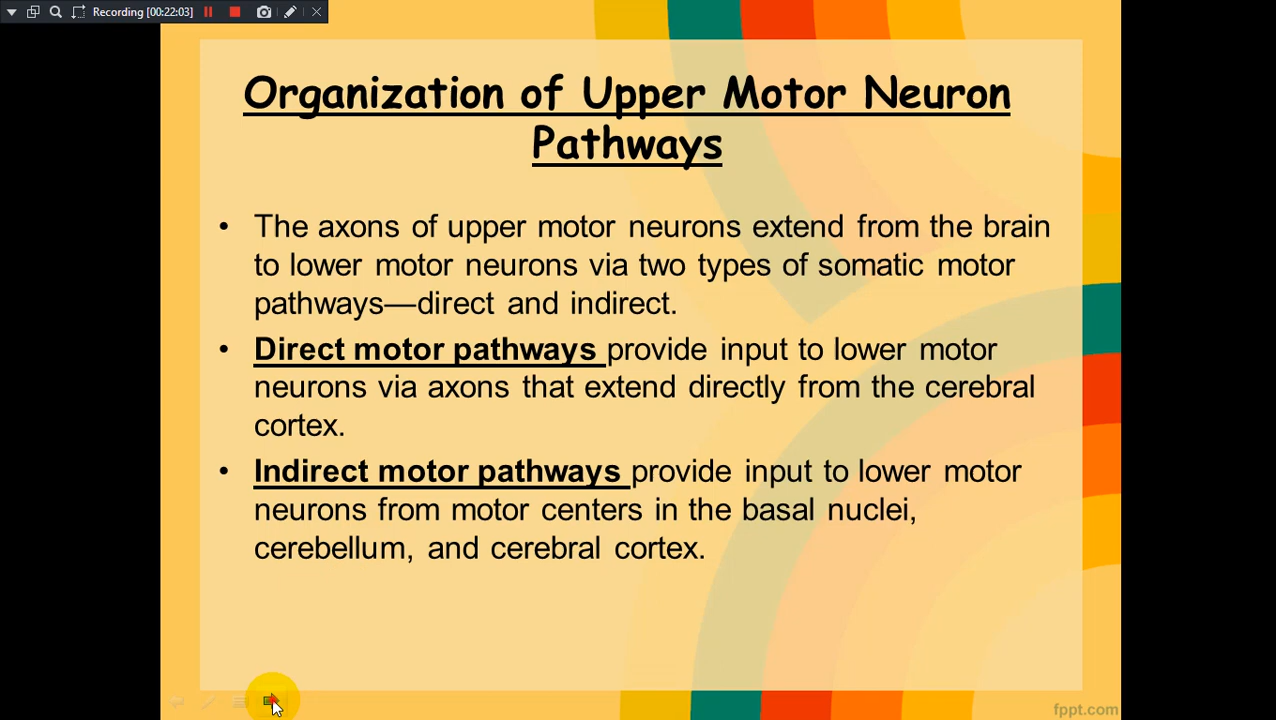 Recording [00:22:03]
Organization of Upper Motor Neuron
Pathways
• The axons of upper motor neurons extend from the brain
to lower motor neurons via two types of somatic motor
pathways—direct and indirect.
• Direct motor pathways provide input to lower motor
neurons via axons that extend directly from the cerebral
cortex.
• Indirect motor pathways provide input to lower motor
neurons from motor centers in the basal nuclei,
cerebellum, and cerebral cortex.
fppt.com